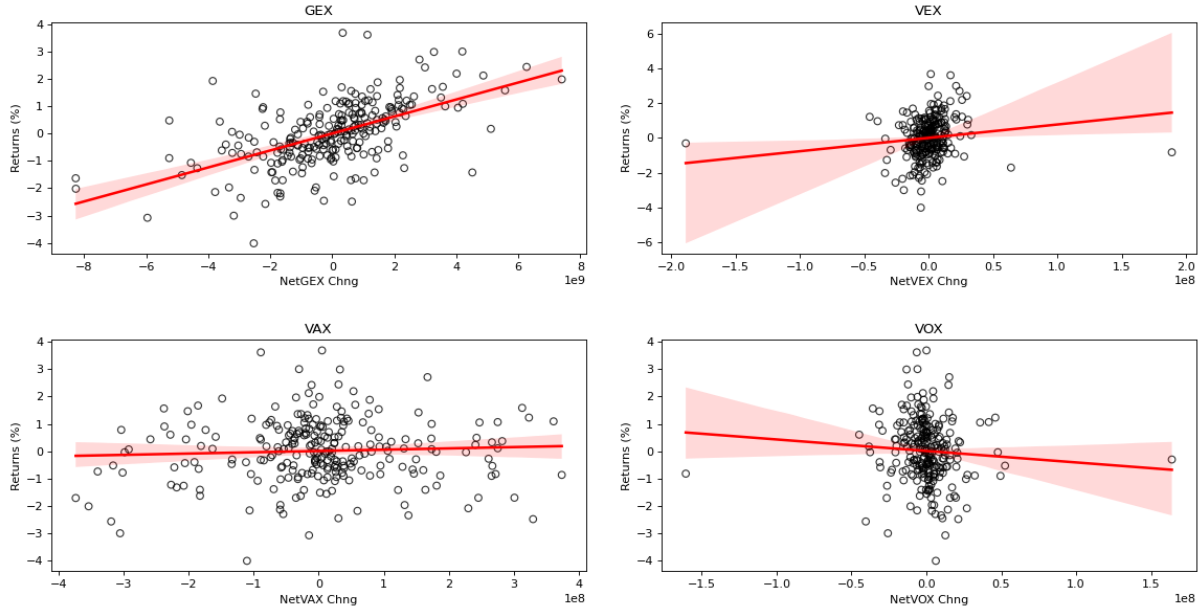 GEX
4
3
2
1
0
−1
−2
−3
−4
Returns (%)
−8 −6 −4 −2 0 2 4 6 8
NetGEX Chng
1e9
VEX
6
4
2
0
−2
−4
−6
Returns (%)
−2.0 −1.5 −1.0 −0.5 0.0 0.5 1.0 1.5 2.0
NetVEX Chng
1e8
VAX
4
3
2
1
0
−1
−2
−3
−4
Returns (%)
−4 −3 −2 −1 0 1 2 3 4
NetVAX Chng
1e8
VOX
4
3
2
1
0
−1
−2
−3
−4
Returns (%)
−1.5 −1.0 −0.5 0.0 0.5 1.0 1.5
NetVOX Chng
1e8